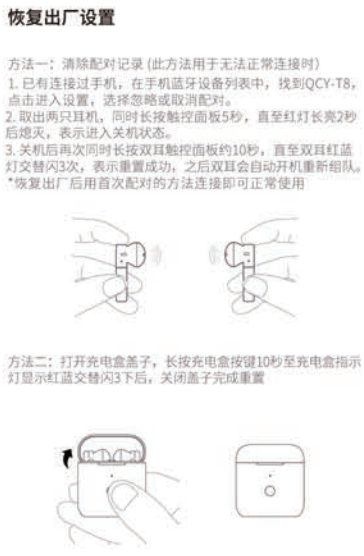 恢复出厂设置
方法一：清除配对记录 (此方法用于无法正常连接时)
1. 已有连接过手机，在手机蓝牙设备列表中，找到QCY-T8，
点击进入设置，选择忽略或取消配对。
2. 取出两只耳机，同时长按触控面板5秒，直至红灯长亮2秒
后熄灭，表示进入关机状态。
3. 关机后再次同时长按双耳触控面板约10秒，直至双耳红蓝
灯交替闪3次，表示重置成功，之后双耳会自动开机重新组队。
*恢复出厂后用首次配对的方法连接即可正常使用
方法二：打开充电盒盖子，长按充电盒按键10秒至充电盒指示
灯显示红蓝交替闪3下后，关闭盖子完成重置